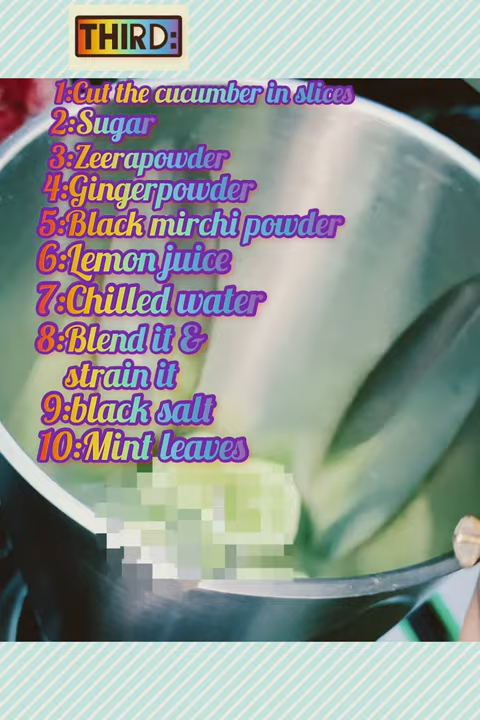 THIRD:
1:Cut the cucumber in slices
2:Sugar
3:Zeerapowder
4:Gingerpowder
5:Black mirchi powder
6:Lemon juice
7:Chilled water
8:Blend it &
strain it
9:black salt
10:Mint leaves